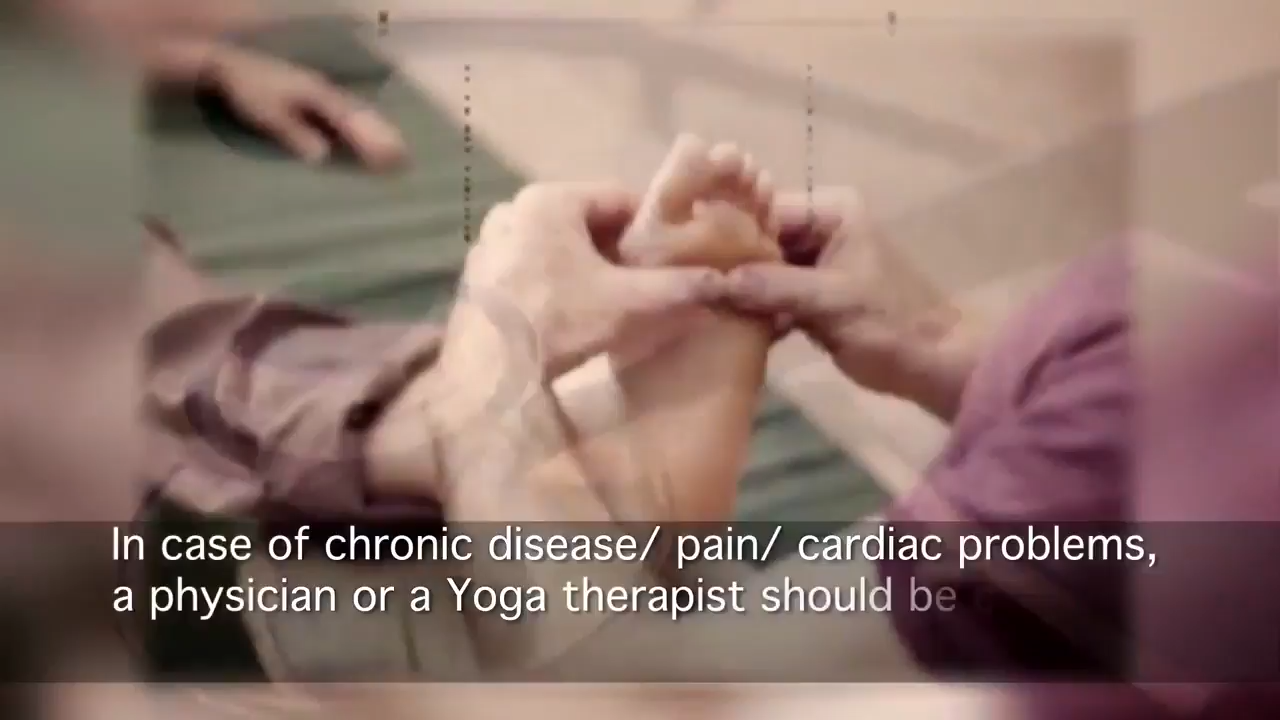 In case of chronic disease/ pain/ cardiac problems,
a physician or a Yoga therapist should be